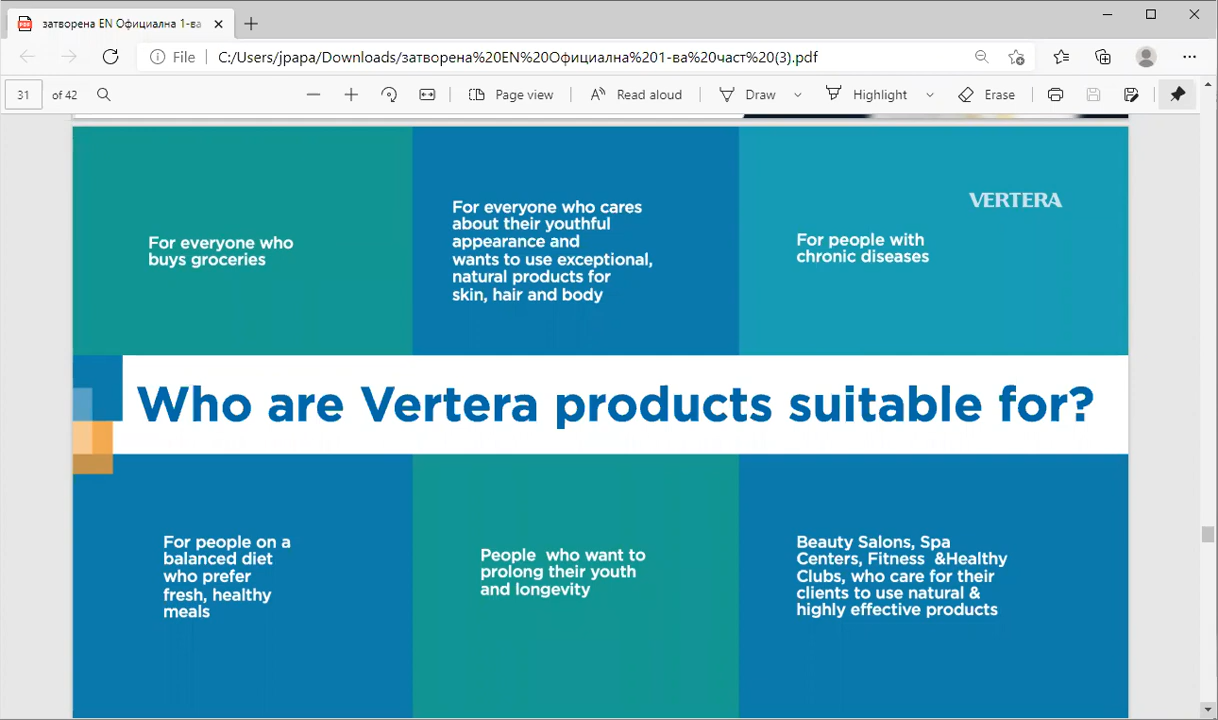 затворена EN Официална 1-ва
File
C:/Users/jpapa/Downloads/затворена%20EN%20Официална%201-ва%20част%20(3).pdf
31 of 42
Page view
Read aloud
Draw
Highlight
Erase
VERTERA
For everyone who
buys groceries
For everyone who cares
about their youthful
appearance and
wants to use exceptional,
natural products for
skin, hair and body
For people with
chronic diseases
Who are Vertera products suitable for?
For people on a
balanced diet
who prefer
fresh, healthy
meals
People  who want to
prolong their youth
and longevity
Beauty Salons, Spa
Centers, Fitness  &Healthy
Clubs, who care for their
clients to use natural &
highly effective products